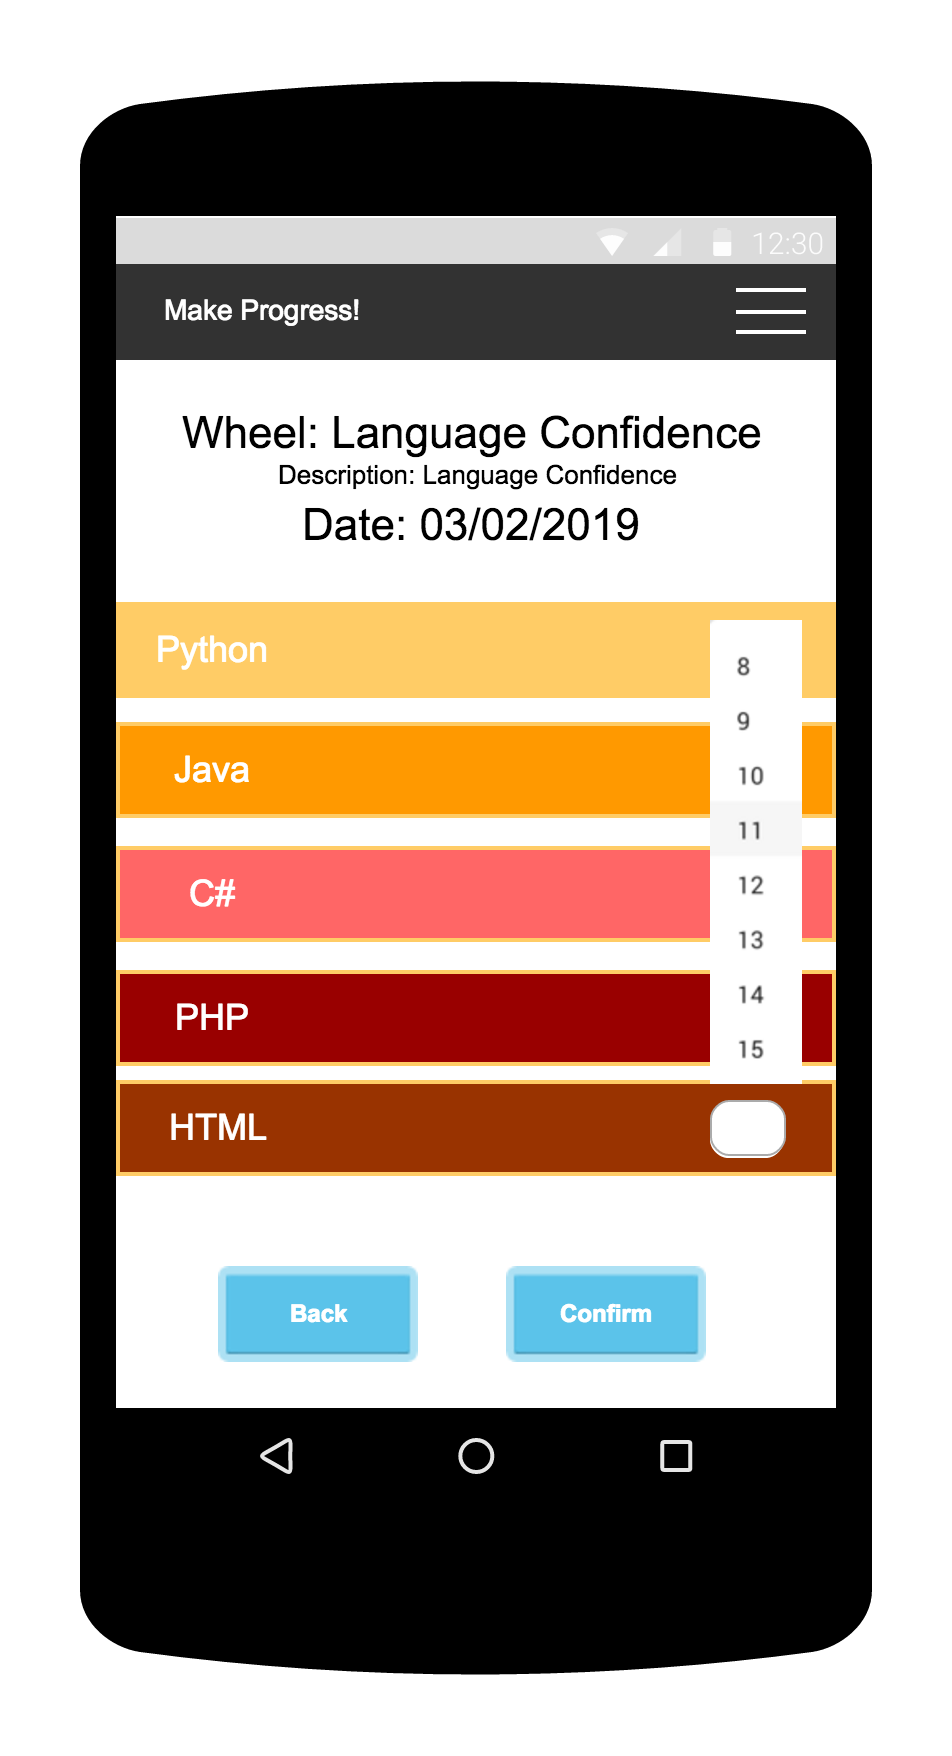 12:30
Make Progress!
Wheel: Language Confidence
Description: Language Confidence
Date: 03/02/2019
Python
8
9
Java
10
11
C#
12
13
PHP
14
15
HTML
Back
Confirm